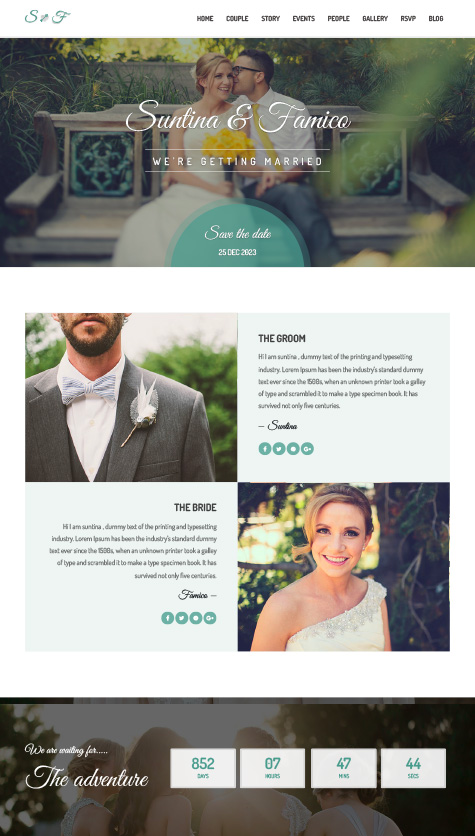 S & F
HOME COUPLE STORY EVENTS PEOPLE GALLERY RSVP BLOG
Suntina & Famico
WE'RE GETTING MARRIED
Save the date
25 DEC 2023
THE GROOM
Hi I am suntina , dummy text of the printing and typesetting
industry. Lorem Ipsum has been the industry's standard dummy
text ever since the 1500s, when an unknown printer took a galley
of type and scrambled it to make a type specimen book. It has
survived not only five centuries.
— Suntina
THE BRIDE
Hi I am suntina , dummy text of the printing and typesetting
industry. Lorem Ipsum has been the industry's standard dummy
text ever since the 1500s, when an unknown printer took a galley
of type and scrambled it to make a type specimen book. It has
survived not only five centuries.
Famico —
We are waiting for.....
The adventure
852 07 47 44
DAYS HOURS MINS SECS